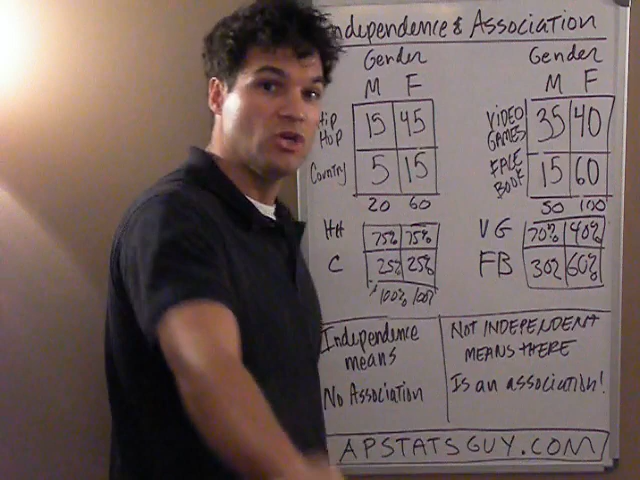 Independence & Association
Gender
M F
Hip Hop 15 45
Country 5 15
20 60
HH 75% 75%
C 25% 25%
100% 100%
Independence
means
No Association
Gender
M F
VIDEO GAMES 35 40
FACE BOOK 15 60
50 100
VG 70% 40%
FB 30% 60%
NOT INDEPENDENT
MEANS THERE
Is an association!
APSTATSGUY.COM